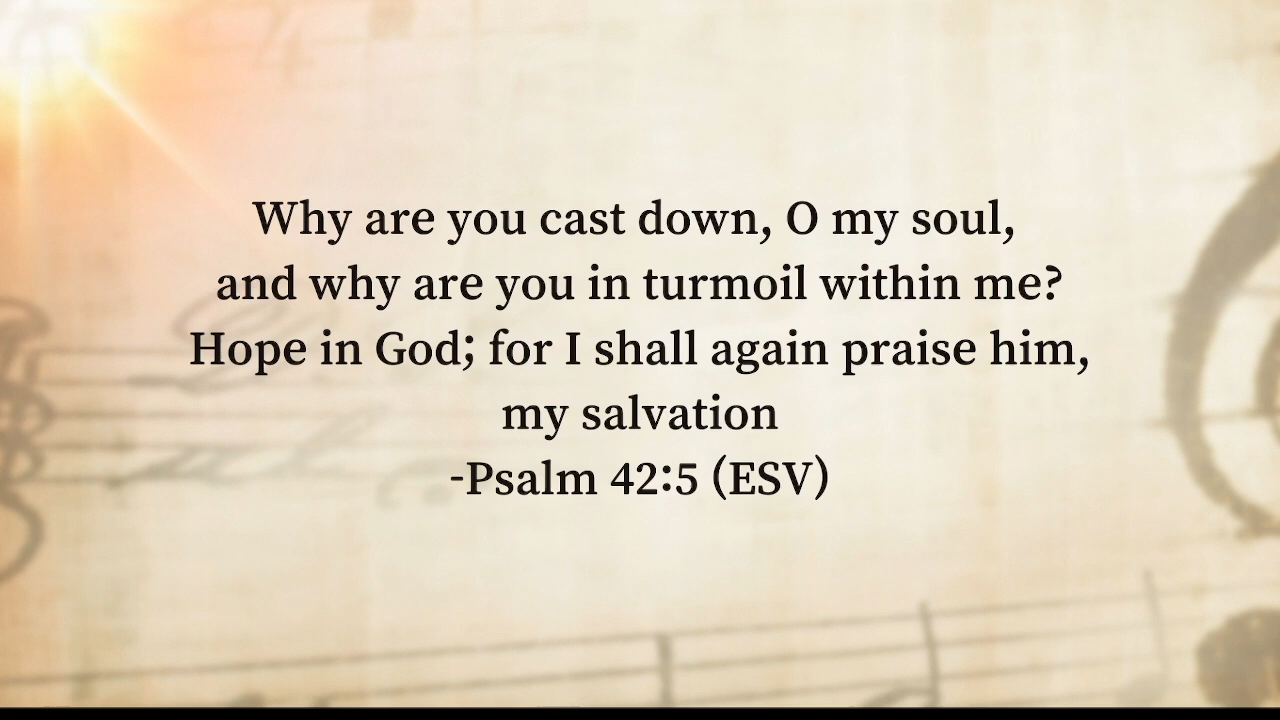 Why are you cast down, O my soul,
and why are you in turmoil within me?
Hope in God; for I shall again praise him,
my salvation
-Psalm 42:5 (ESV)